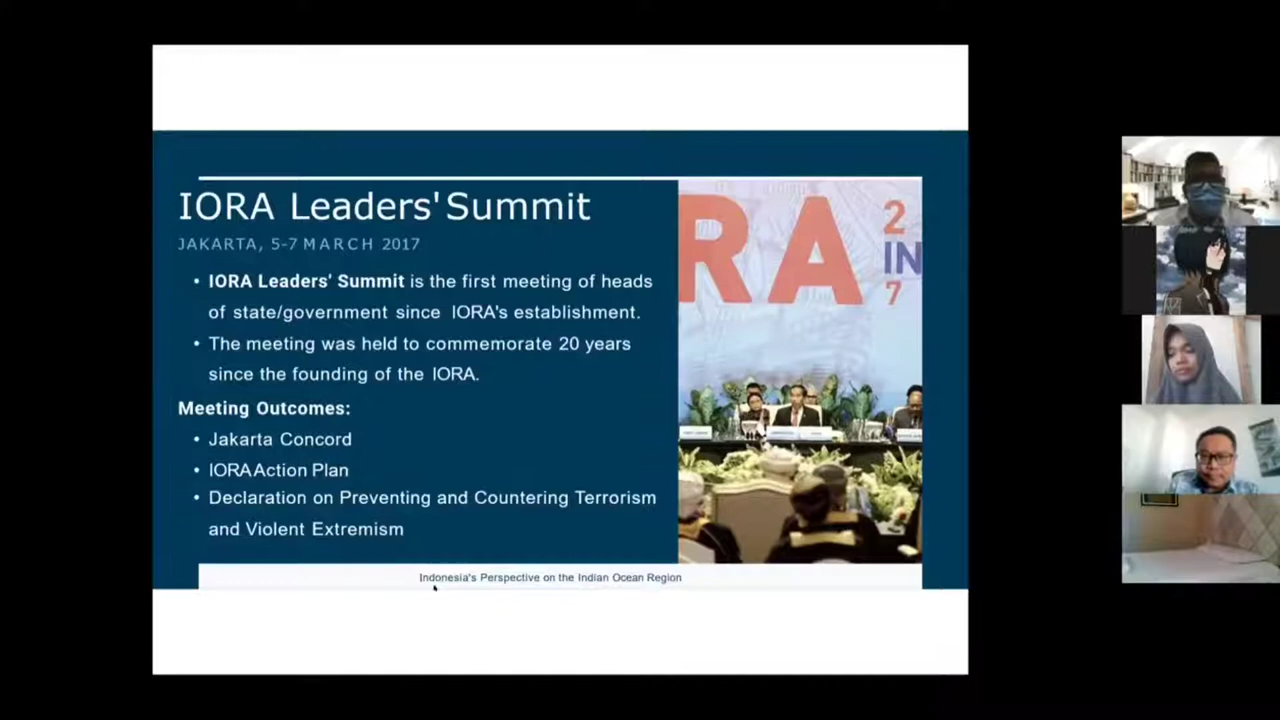 IORA Leaders' Summit
JAKARTA, 5-7 MARCH 2017
• IORA Leaders' Summit is the first meeting of heads
of state/government since IORA's establishment.
• The meeting was held to commemorate 20 years
since the founding of the IORA.
Meeting Outcomes:
• Jakarta Concord
• IORA Action Plan
• Declaration on Preventing and Countering Terrorism
and Violent Extremism
RA
2
IN
7
Indonesia's Perspective on the Indian Ocean Region